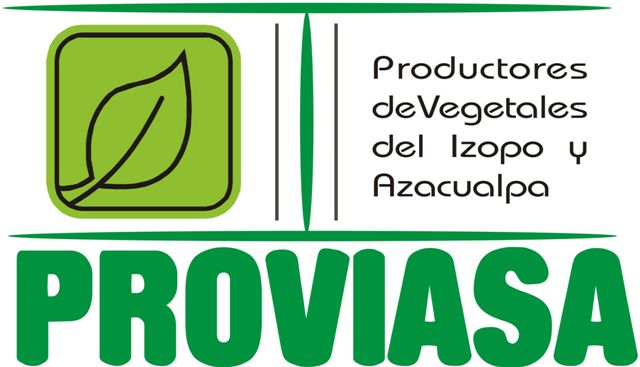 Productores
deVegetales
del Izopo y
Azacualpa
PROVIASA